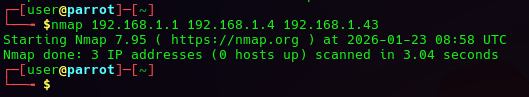 ┌─[user@parrot]─[~]
└──╼ $nmap 192.168.1.1 192.168.1.4 192.168.1.43
Starting Nmap 7.95 ( https://nmap.org ) at 2026-01-23 08:58 UTC
Nmap done: 3 IP addresses (0 hosts up) scanned in 3.04 seconds
┌─[user@parrot]─[~]
└──╼ $